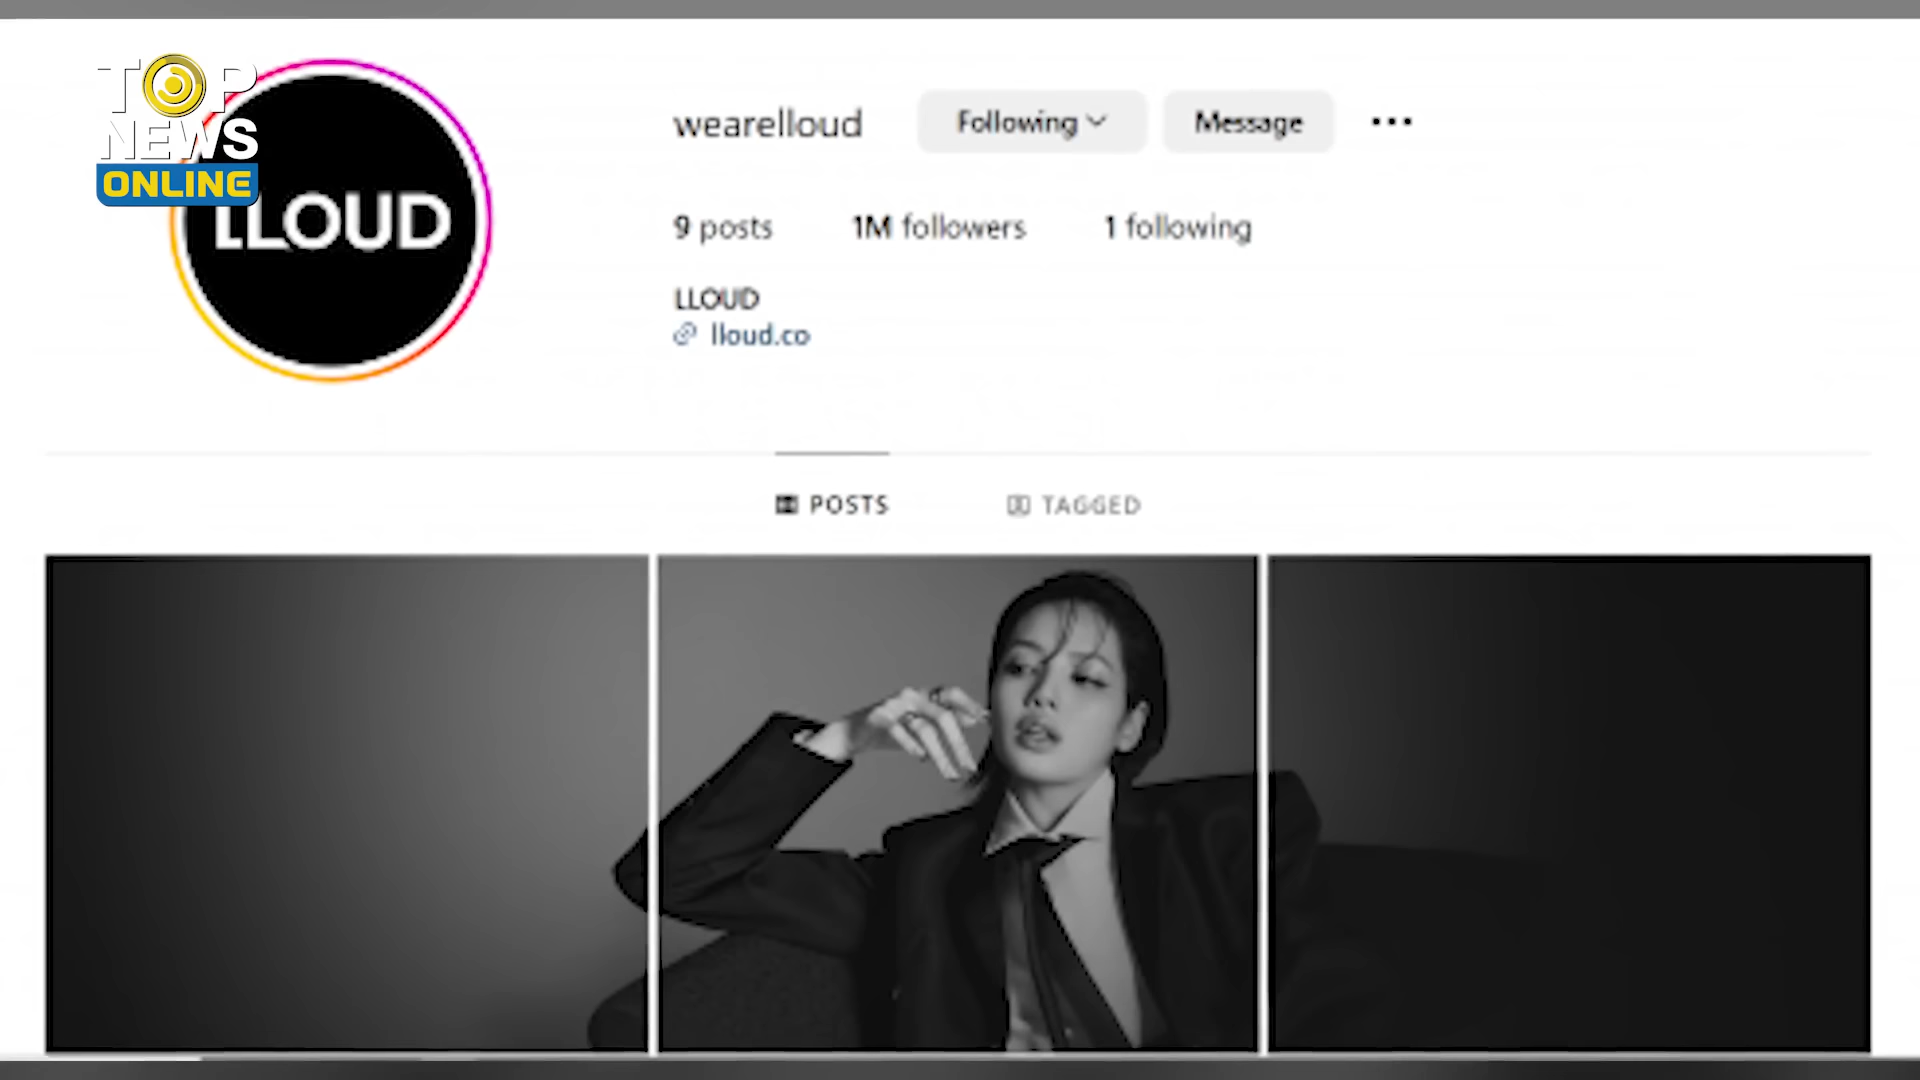 TOP
NEWS
ONLINE
LLOUD
wearelloud
Following
Message
9 posts
1M followers
1 following
LLOUD
lloud.co
POSTS
TAGGED